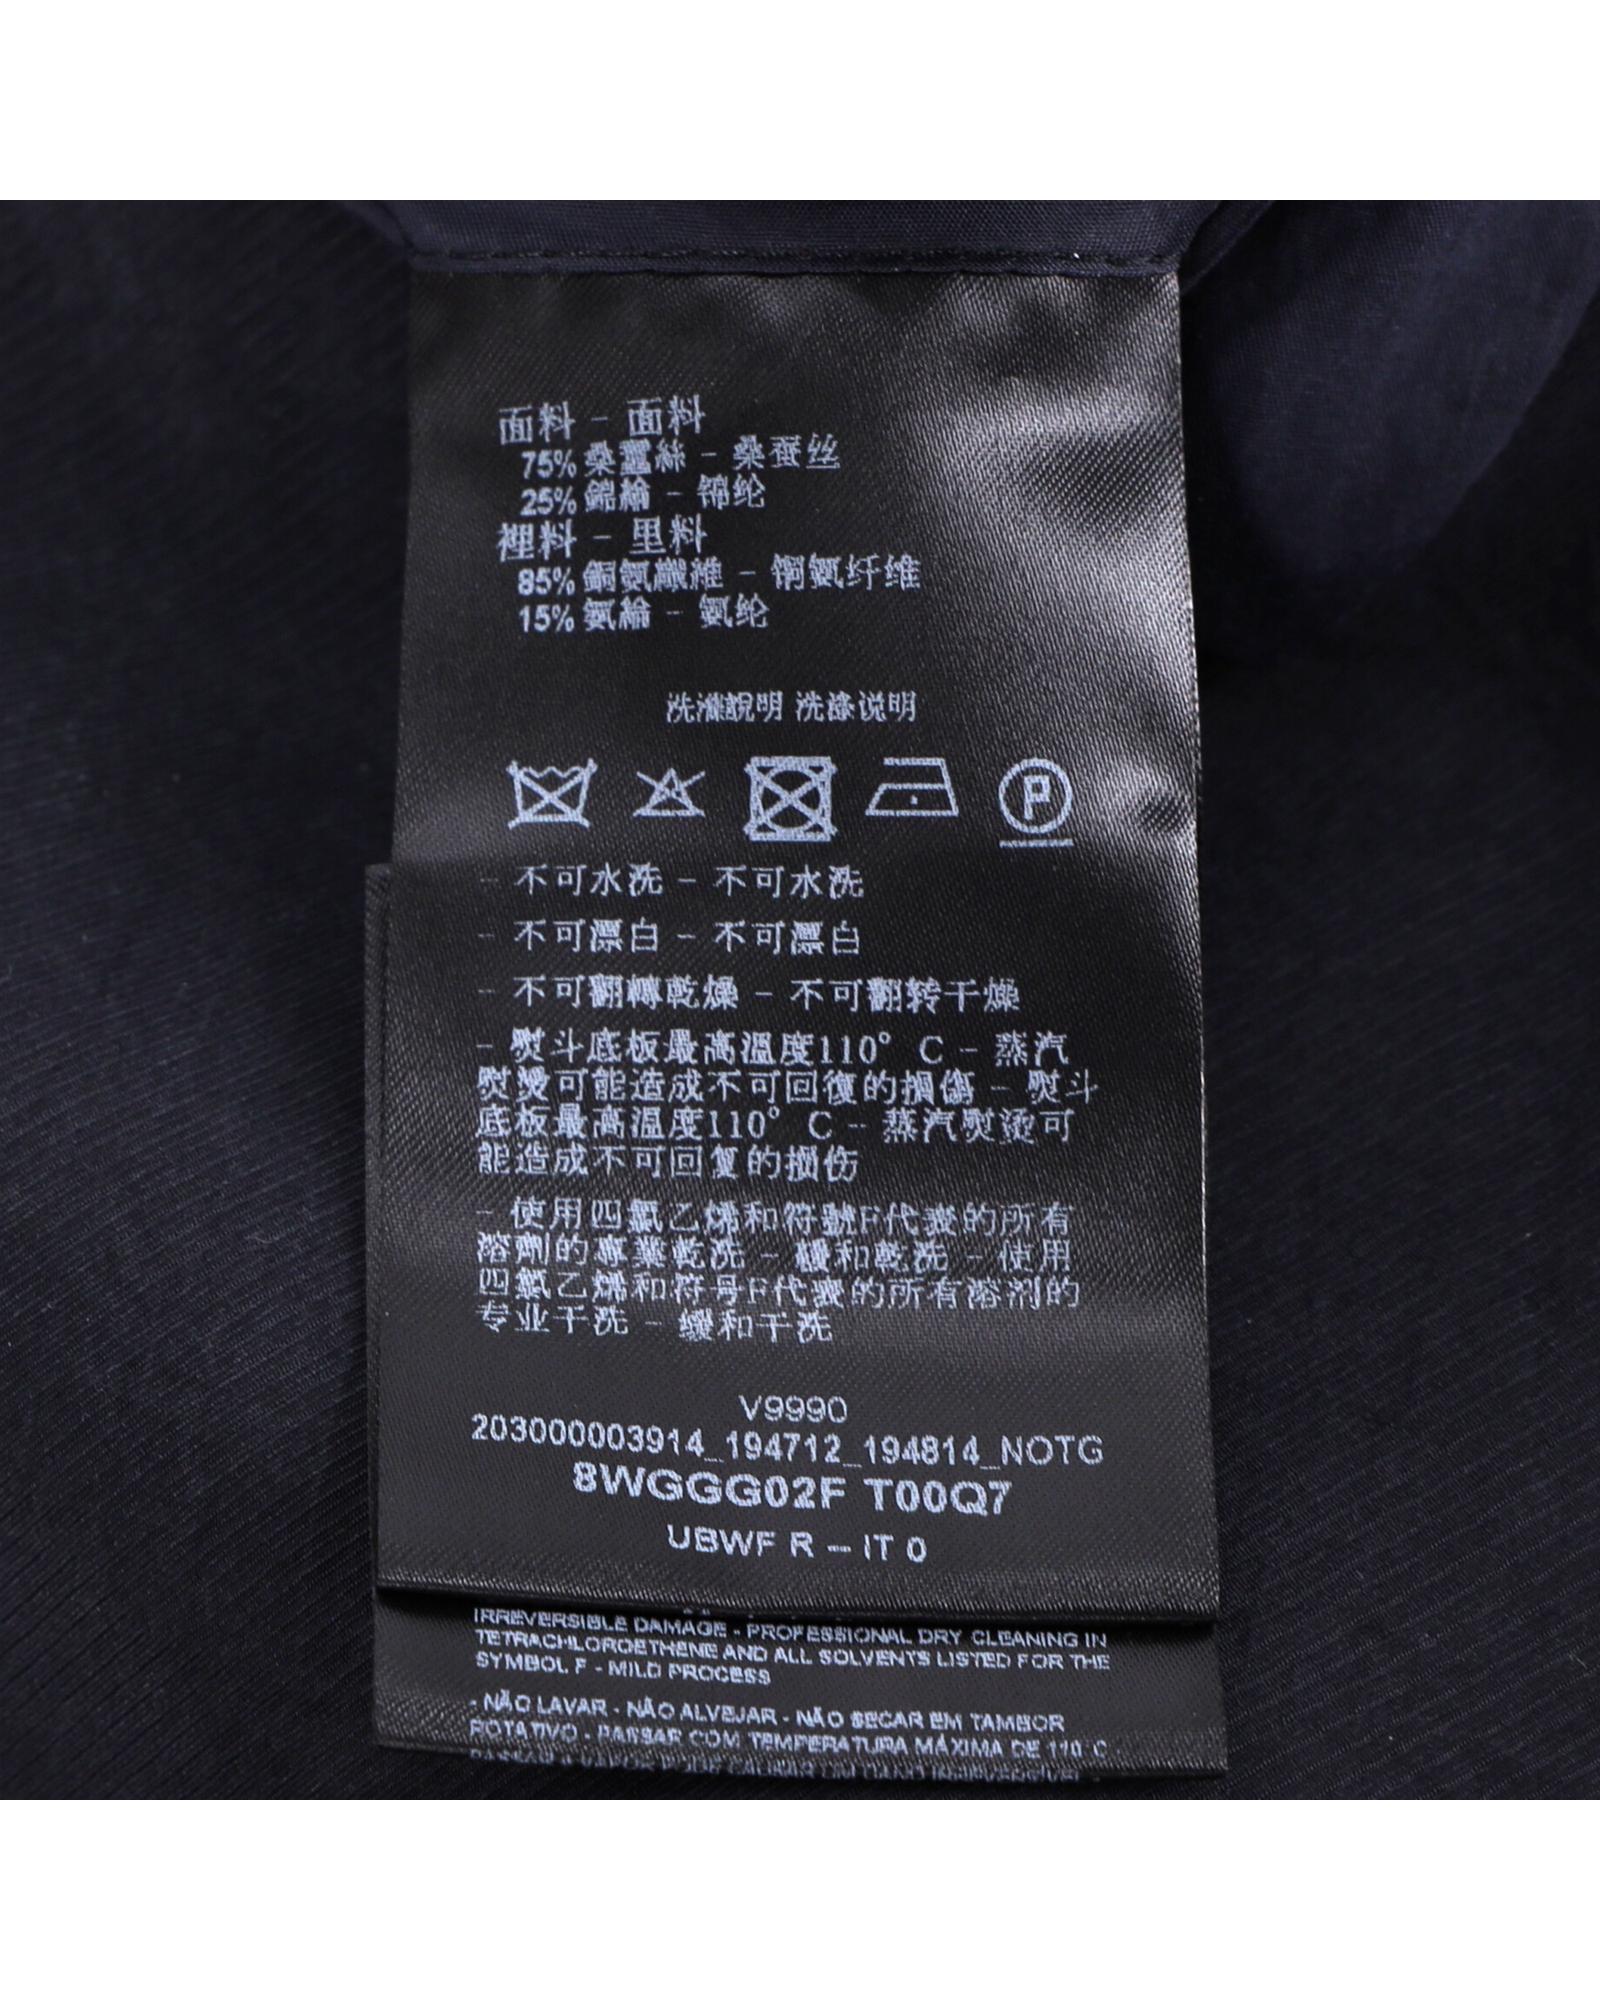 面料 - 面料
75% 桑蠶絲 - 桑蚕丝
25% 錦綸 - 锦纶
裡料 - 里料
85% 銅氨纖維 - 铜氨纤维
15% 氨綸 - 氨纶
洗滌說明 洗涤说明
P
- 不可水洗 - 不可水洗
- 不可漂白 - 不可漂白
- 不可翻轉乾燥 - 不可翻转干燥
- 熨斗底板最高溫度110° C - 蒸汽
熨燙可能造成不可回復的損傷 - 熨斗
底板最高温度110° C - 蒸汽熨烫可
能造成不可回复的损伤
- 使用四氯乙烯和符號F代表的所有
溶劑的專業乾洗 - 緩和乾洗 - 使用
四氯乙烯和符号F代表的所有溶剂的
专业干洗 - 缓和干洗
V9990
203000003914_194712_194814_NOTG
8WGGG02F T00Q7
UBWF R – IT 0
IRREVERSIBLE DAMAGE - PROFESSIONAL DRY CLEANING IN
TETRACHLOROETHENE AND ALL SOLVENTS LISTED FOR THE
SYMBOL F - MILD PROCESS
- NÃO LAVAR - NÃO ALVEJAR - NÃO SECAR EM TAMBOR
ROTATIVO - PASSAR COM TEMPERATURA MÁXIMA DE 110 C